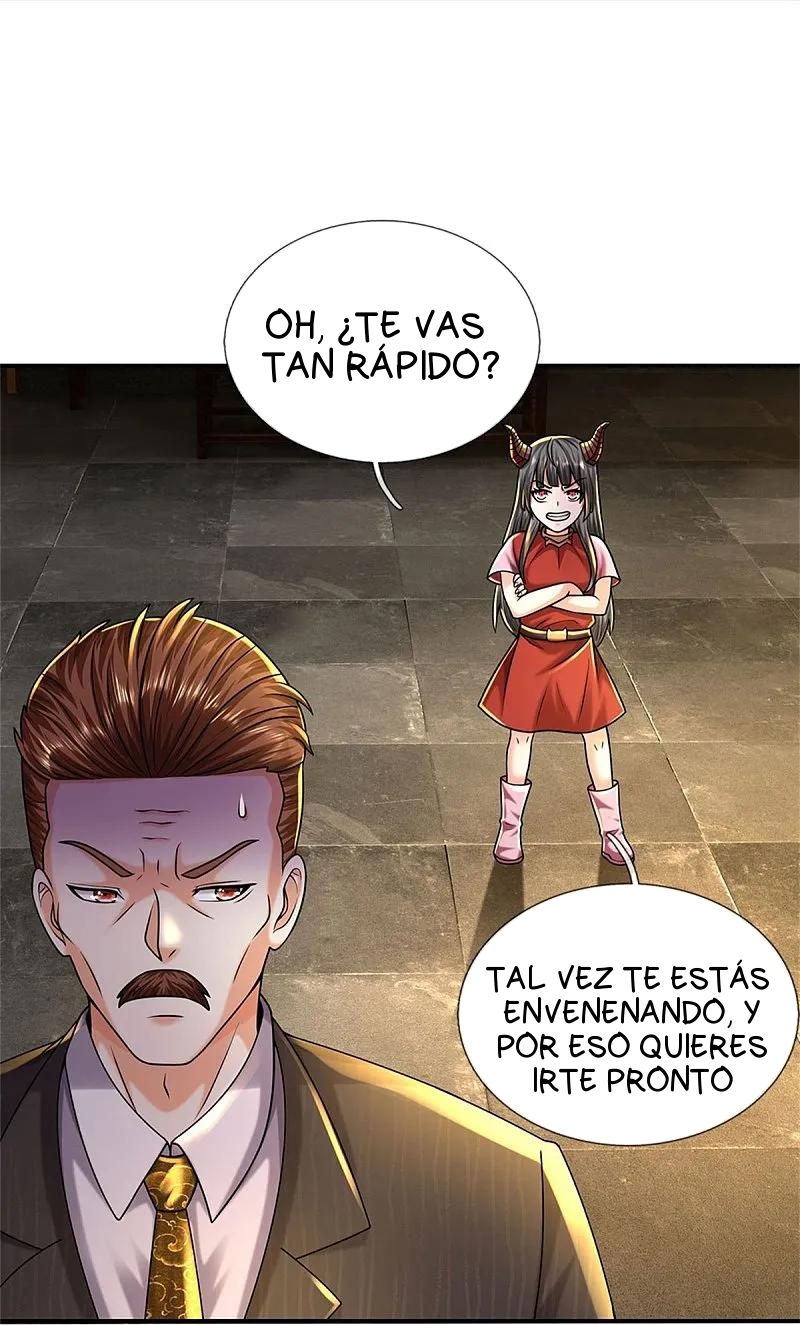 OH, ¿TE VAS
TAN RÁPIDO?
TAL VEZ TE ESTÁS
ENVENENANDO, Y
POR ESO QUIERES
IRTE PRONTO